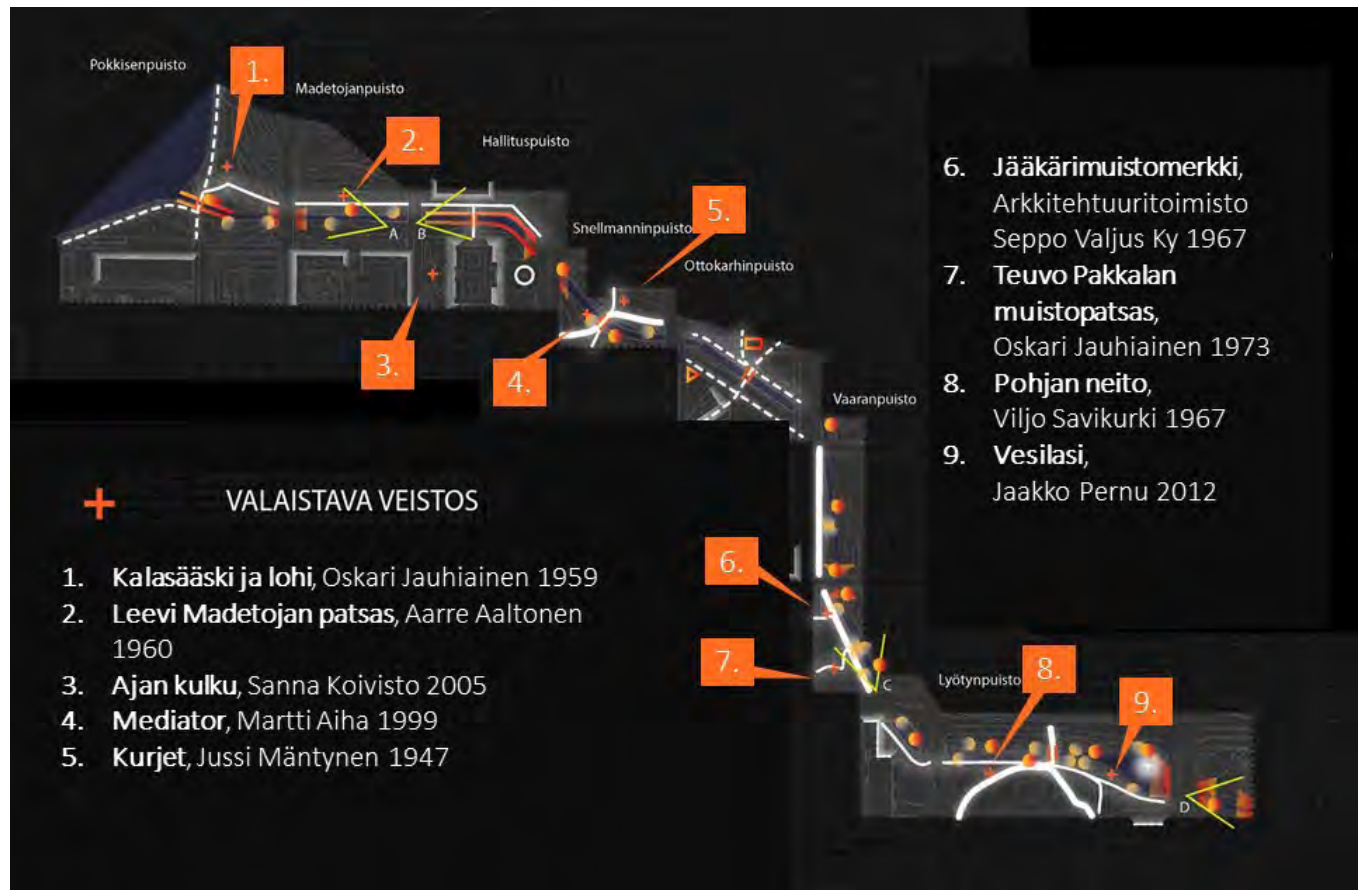 Pokkisenpuisto
1.
Madetojanpuisto
2.
Hallituspuisto
A
B
3.
Snellmanninpuisto
5.
Ottokarhinpuisto
4.
Vaaranpuisto
6.
7.
C
Lyötynpuisto
8.
9.
D
+ VALAISTAVA VEISTOS
1. Kalasääski ja lohi, Oskari Jauhiainen 1959
2. Leevi Madetojan patsas, Aarre Aaltonen
1960
3. Ajan kulku, Sanna Koivisto 2005
4. Mediator, Martti Aiha 1999
5. Kurjet, Jussi Mäntynen 1947
6. Jääkärimuistomerkki,
Arkkitehtuuritoimisto
Seppo Valjus Ky 1967
7. Teuvo Pakkalan
muistopatsas,
Oskari Jauhiainen 1973
8. Pohjan neito,
Viljo Savikurki 1967
9. Vesilasi,
Jaakko Pernu 2012